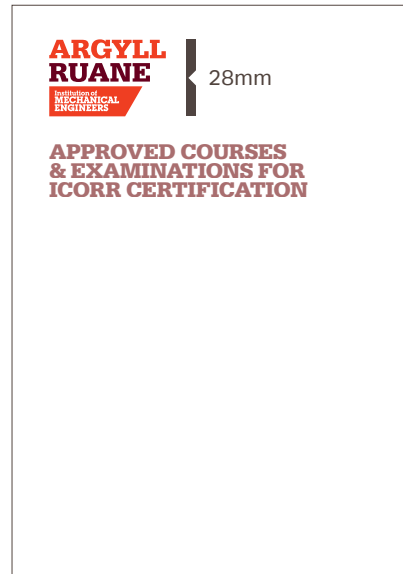 ARGYLL
RUANE
Institution of
MECHANICAL
ENGINEERS
28mm
APPROVED COURSES
& EXAMINATIONS FOR
ICORR CERTIFICATION